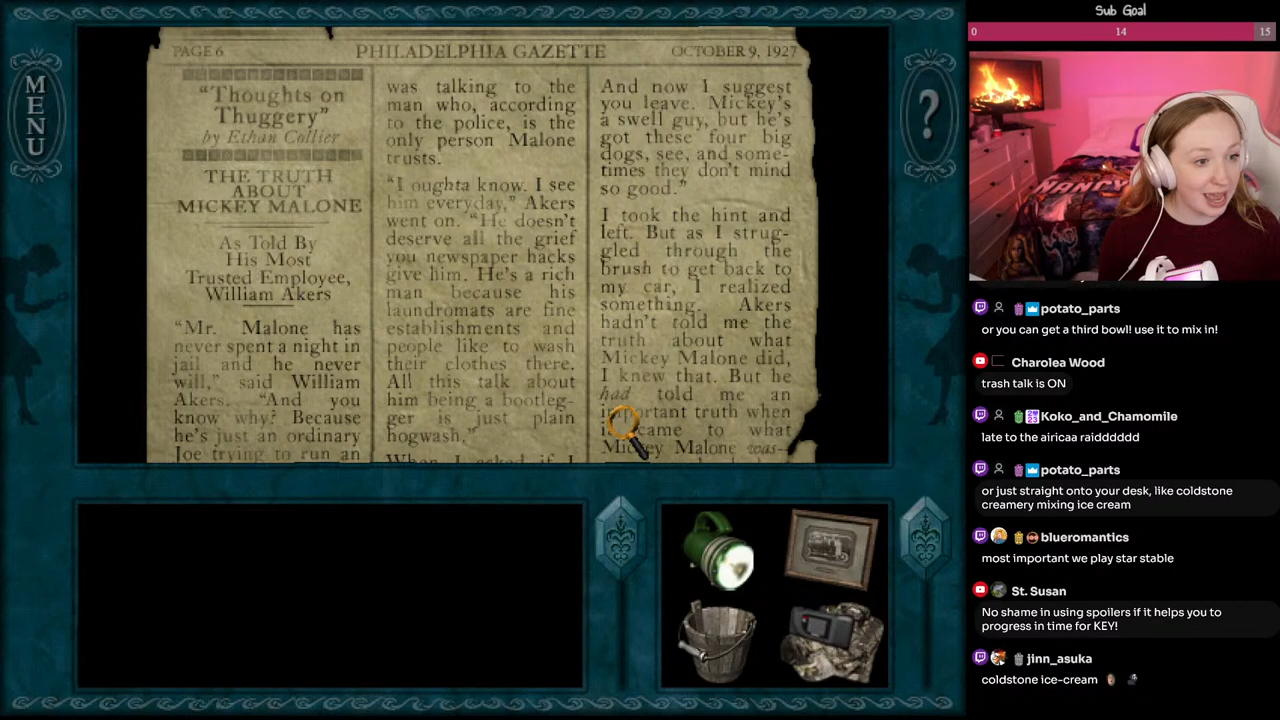 Sub Goal
0
14
15
MENU
?
PAGE 6
PHILADELPHIA GAZETTE
OCTOBER 9, 1927
"Thoughts on
Thuggery"
by Ethan Collier
THE TRUTH
ABOUT
MICKEY MALONE
As Told By
His Most
Trusted Employee,
William Akers
"Mr. Malone has
never spent a night in
jail and he never
will," said William
Akers. "And you
know why? Because
he's just an ordinary
Joe trying to run an
was talking to the
man who, according
to the police, is the
only person Malone
trusts.
"I oughta know. I see
him everyday," Akers
went on. "He doesn't
deserve all the grief
you newspaper hacks
give him. He's a rich
man because his
laundromats are fine
establishments and
people like to wash
their clothes there.
All this talk about
him being a bootleg-
ger is just plain
hogwash."
When I asked if I
And now I suggest
you leave. Mickey's
a swell guy, but he's
got these four big
dogs, see, and some-
times they don't mind
so good."
I took the hint and
left. But as I strug-
gled through the
brush to get back to
my car, I realized
something. Akers
hadn't told me the
truth about what
Mickey Malone did,
I knew that. But he
had told me an
important truth when
it came to what
Mickey Malone was--
NANCY
potato_parts
or you can get a third bowl! use it to mix in!
Charolea Wood
trash talk is ON
Koko_and_Chamomile
late to the airicaa raidddddd
potato_parts
or just straight onto your desk, like coldstone
creamery mixing ice cream
blueromantics
most important we play star stable
St. Susan
No shame in using spoilers if it helps you to
progress in time for KEY!
jinn_asuka
coldstone ice-cream